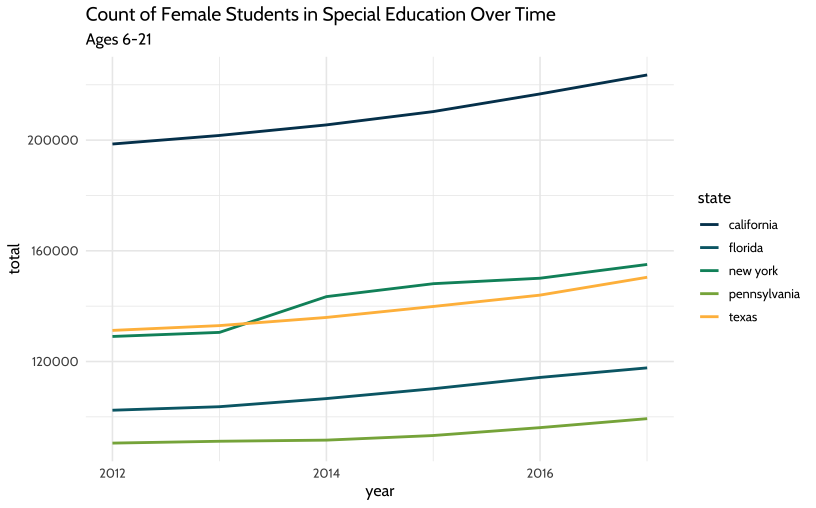 Count of Female Students in Special Education Over Time
Ages 6-21
total
200000
160000
120000
2012
2014
2016
year
state
california
florida
new york
pennsylvania
texas